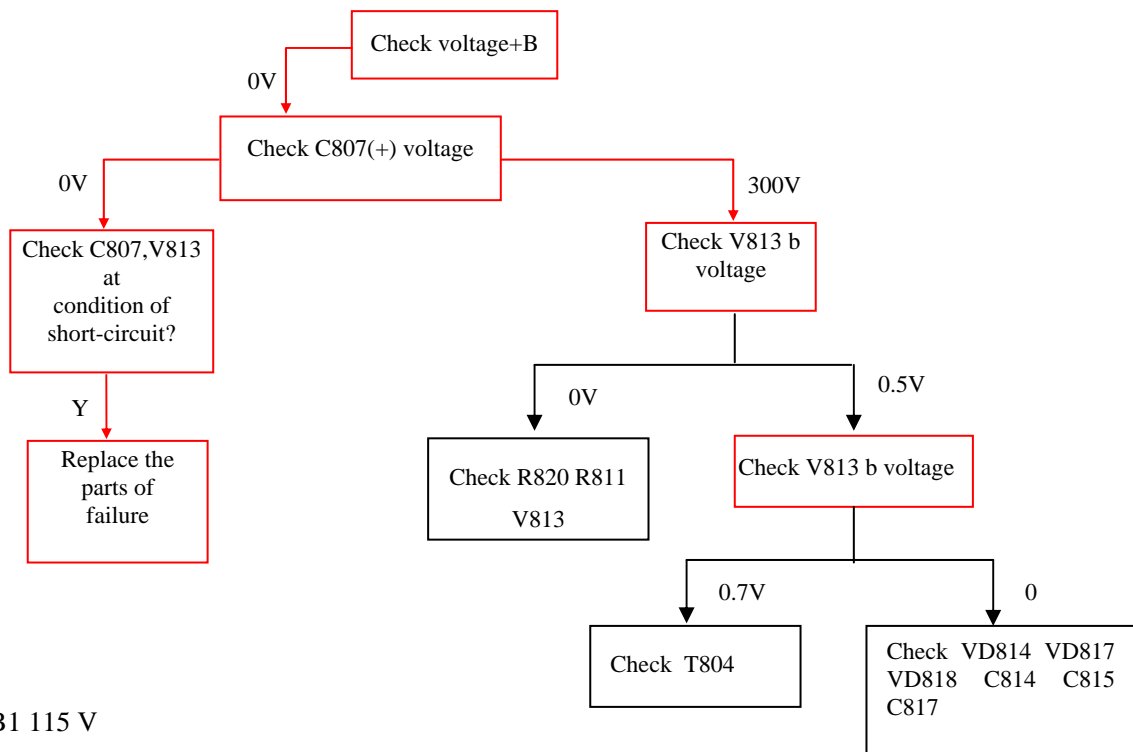 Check voltage+B
0V
Check C807(+) voltage
0V
300V
Check C807,V813
at
condition of
short-circuit?
Check V813 b
voltage
Y
0V
0.5V
Replace the
parts of
failure
Check R820 R811
V813
Check V813 b voltage
0.7V
0
Check T804
Check VD814 VD817
VD818 C814 C815
C817
31 115 V